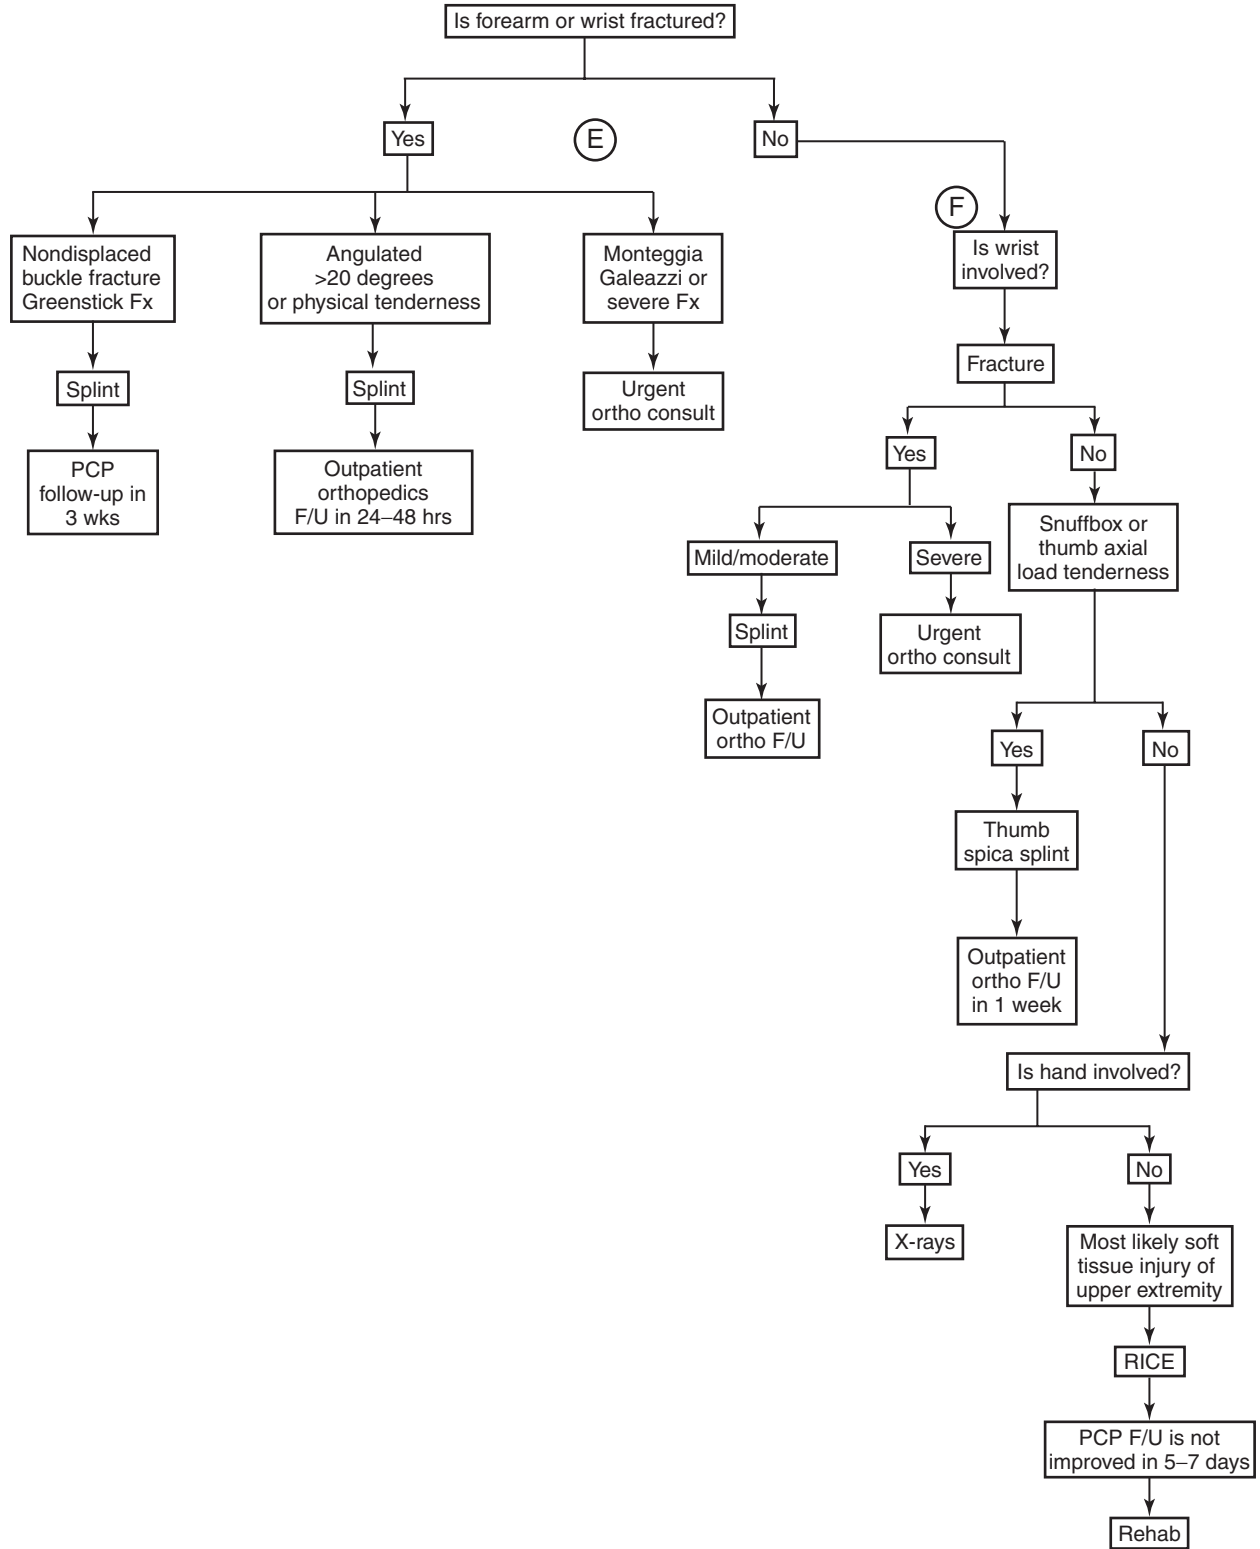 Is forearm or wrist fractured?
Yes
E
No
F
Nondisplaced
buckle fracture
Greenstick Fx
Angulated
>20 degrees
or physical tenderness
Monteggia
Galeazzi or
severe Fx
Is wrist
involved?
Splint
Splint
Urgent
ortho consult
Fracture
PCP
follow-up in
3 wks
Outpatient
orthopedics
F/U in 24–48 hrs
Yes
No
Mild/moderate
Severe
Snuffbox or
thumb axial
load tenderness
Splint
Urgent
ortho consult
Outpatient
ortho F/U
Yes
No
Thumb
spica splint
Outpatient
ortho F/U
in 1 week
Is hand involved?
Yes
No
X-rays
Most likely soft
tissue injury of
upper extremity
RICE
PCP F/U is not
improved in 5–7 days
Rehab